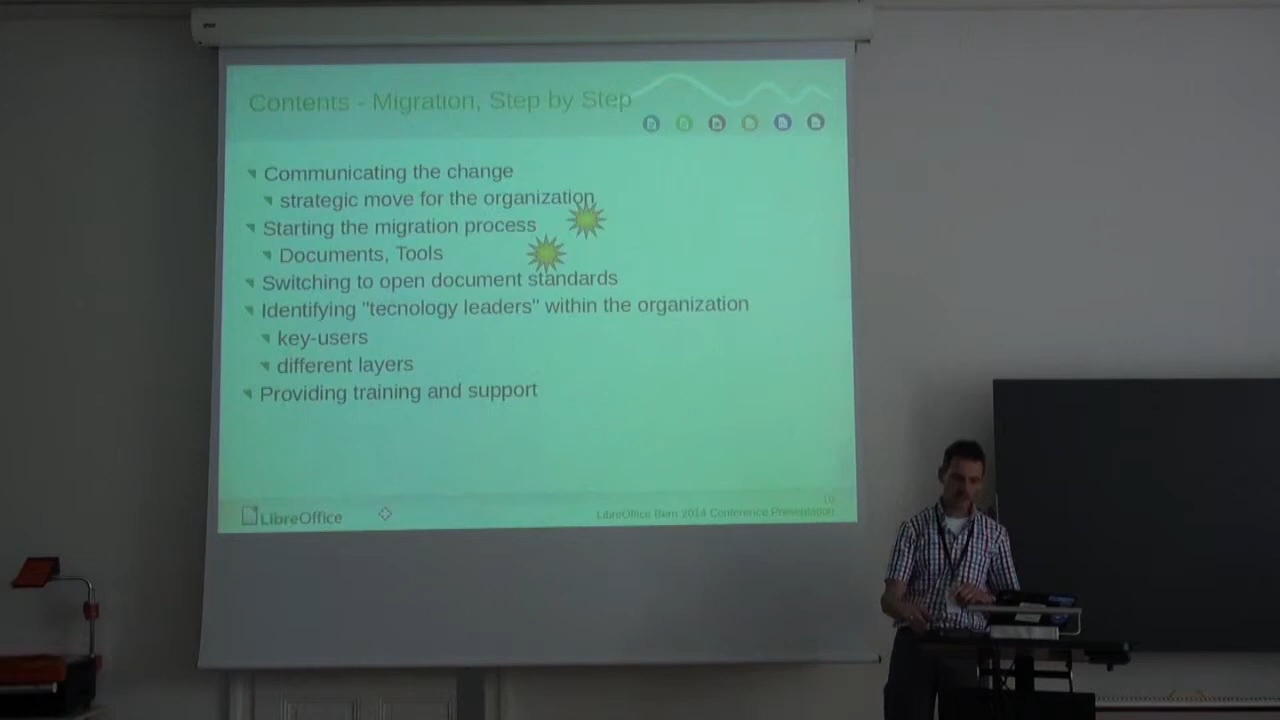 Contents - Migration, Step by Step
Communicating the change
strategic move for the organization
Starting the migration process
Documents, Tools
Switching to open document standards
Identifying "tecnology leaders" within the organization
key-users
different layers
Providing training and support
10
LibreOffice
LibreOffice Bern 2014 Conference Presentation